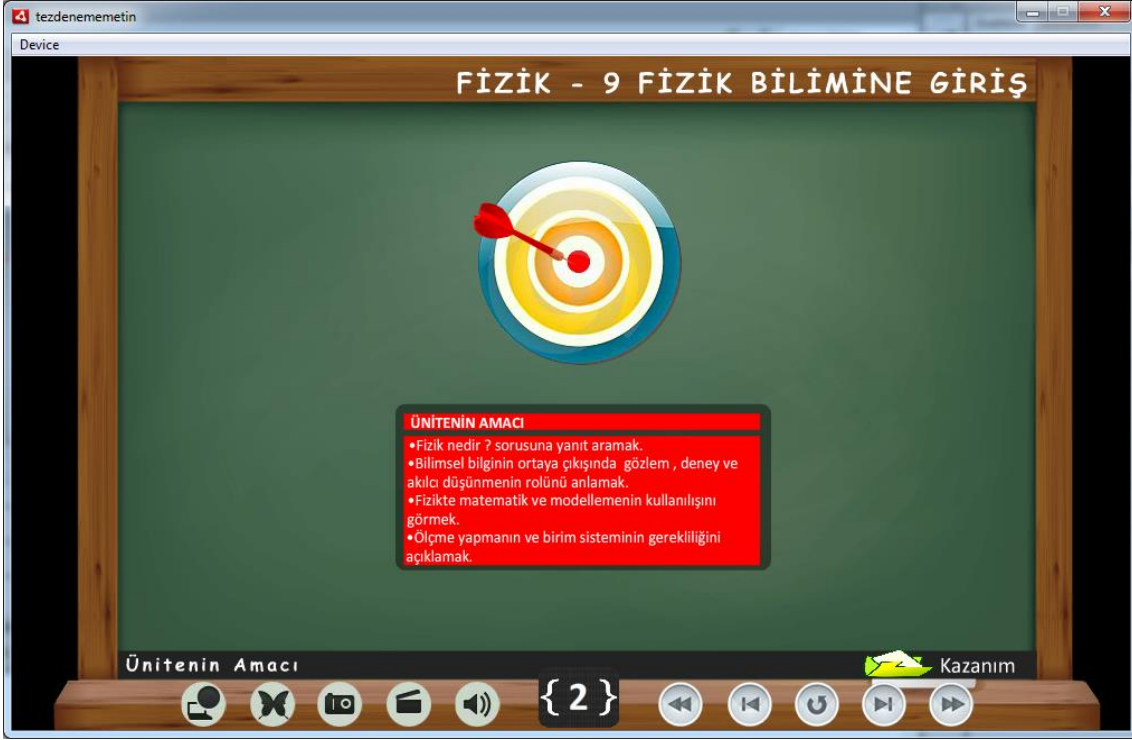 tezdenememetin
Device
FİZİK - 9 FİZİK BİLİMİNE GİRİŞ
ÜNİTENİN AMACI
•Fizik nedir ? sorusuna yanıt aramak.
•Bilimsel bilginin ortaya çıkışında gözlem , deney ve
akılcı düşünmenin rolünü anlamak.
•Fizikte matematik ve modellemenin kullanılışını
görmek.
•Ölçme yapmanın ve birim sisteminin gerekliliğini
açıklamak.
Ünitenin Amacı
Kazanım
{2}